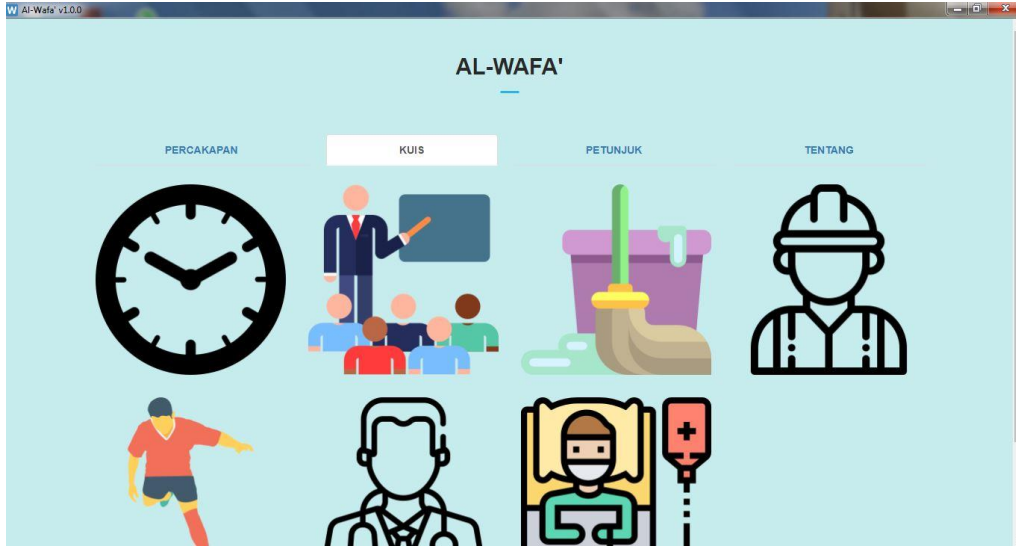 W Al-Wafa' v1.0.0
AL-WAFA'
PERCAKAPAN
KUIS
PETUNJUK
TENTANG